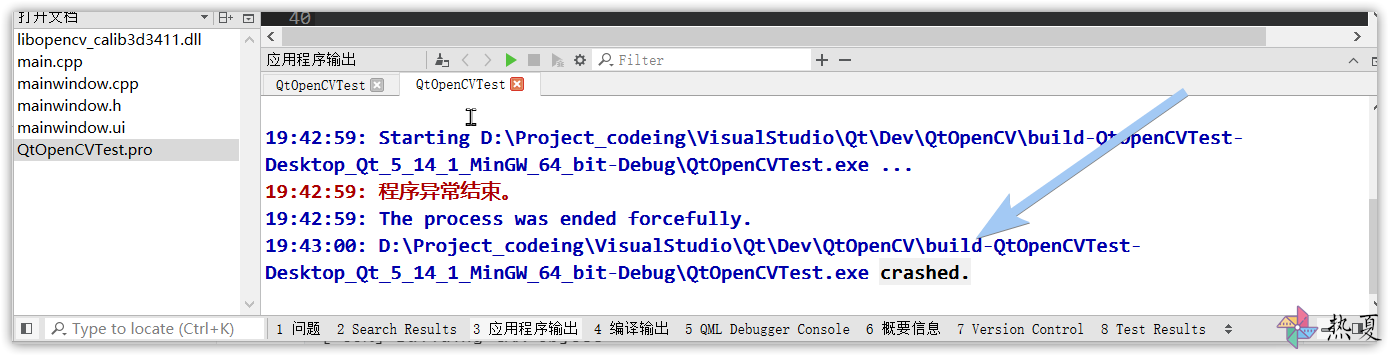 打开文档
40
libopencv_calib3d3411.dll
main.cpp
mainwindow.cpp
mainwindow.h
mainwindow.ui
QtOpenCVTest.pro
应用程序输出
Filter
QtOpenCVTest
QtOpenCVTest
19:42:59: Starting D:\Project_codeing\VisualStudio\Qt\Dev\QtOpenCV\build-QtOpenCVTest-
Desktop_Qt_5_14_1_MinGW_64_bit-Debug\QtOpenCVTest.exe ...
19:42:59: 程序异常结束。
19:42:59: The process was ended forcefully.
19:43:00: D:\Project_codeing\VisualStudio\Qt\Dev\QtOpenCV\build-QtOpenCVTest-
Desktop_Qt_5_14_1_MinGW_64_bit-Debug\QtOpenCVTest.exe crashed.
Type to locate (Ctrl+K)
1 问题 2 Search Results 3 应用程序输出 4 编译输出 5 QML Debugger Console 6 概要信息 7 Version Control 8 Test Results
热夏